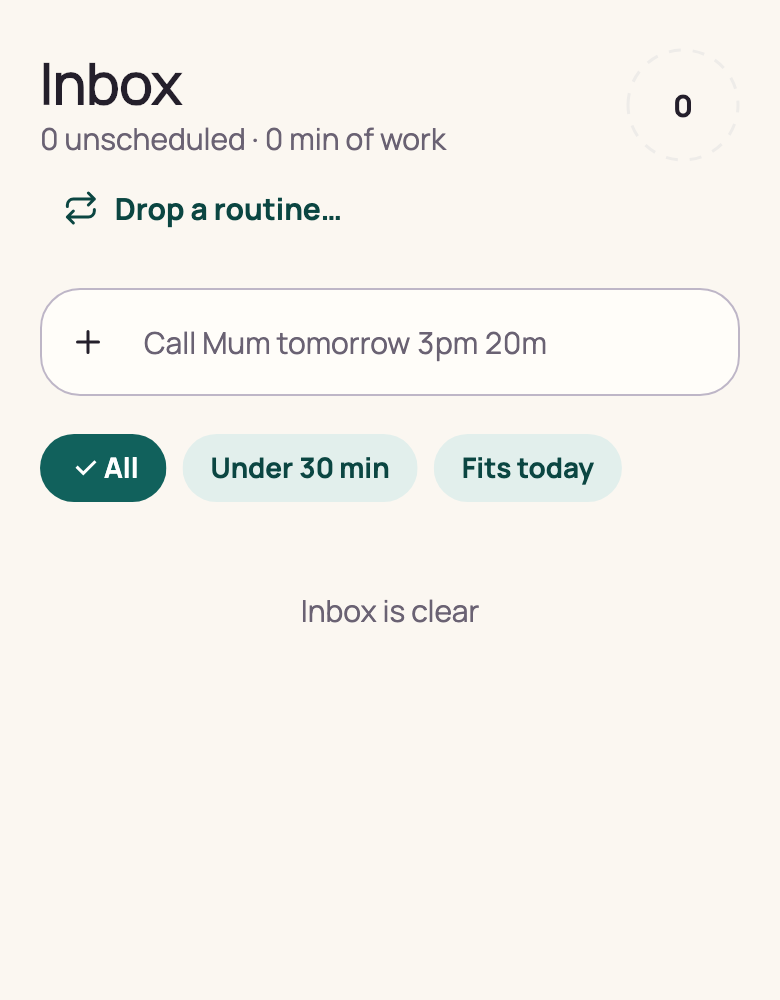 Inbox
0 unscheduled · 0 min of work
0
Drop a routine…
Call Mum tomorrow 3pm 20m
All
Under 30 min
Fits today
Inbox is clear